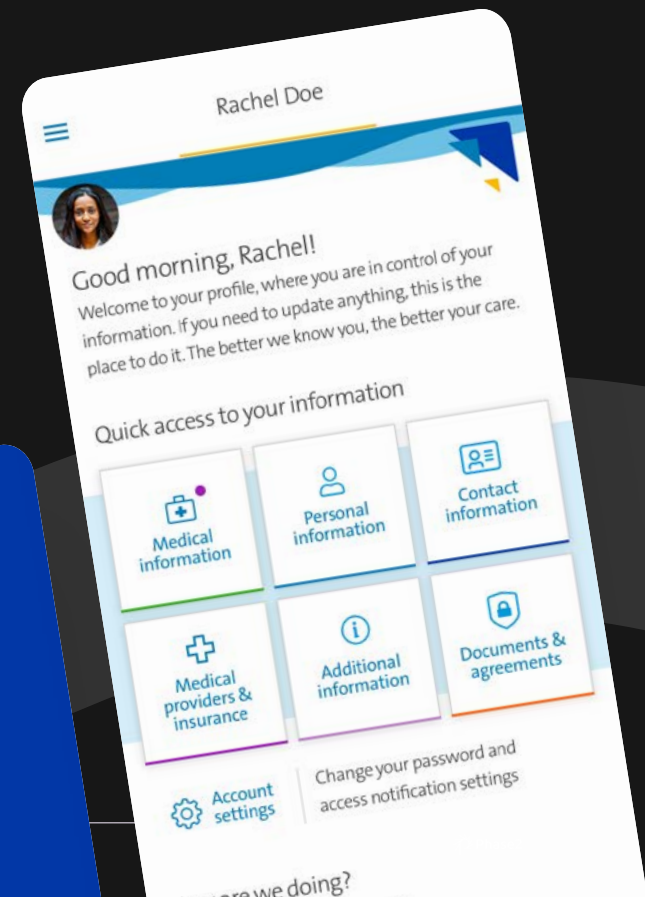 Rachel Doe
Good morning, Rachel!
Welcome to your profile, where you are in control of your
information. If you need to update anything, this is the
place to do it. The better we know you, the better your care.
Quick access to your information
Medical
information
Personal
information
Contact
information
Medical
providers &
insurance
Additional
information
Documents &
agreements
Account
settings
Change your password and
access notification settings
we doing?